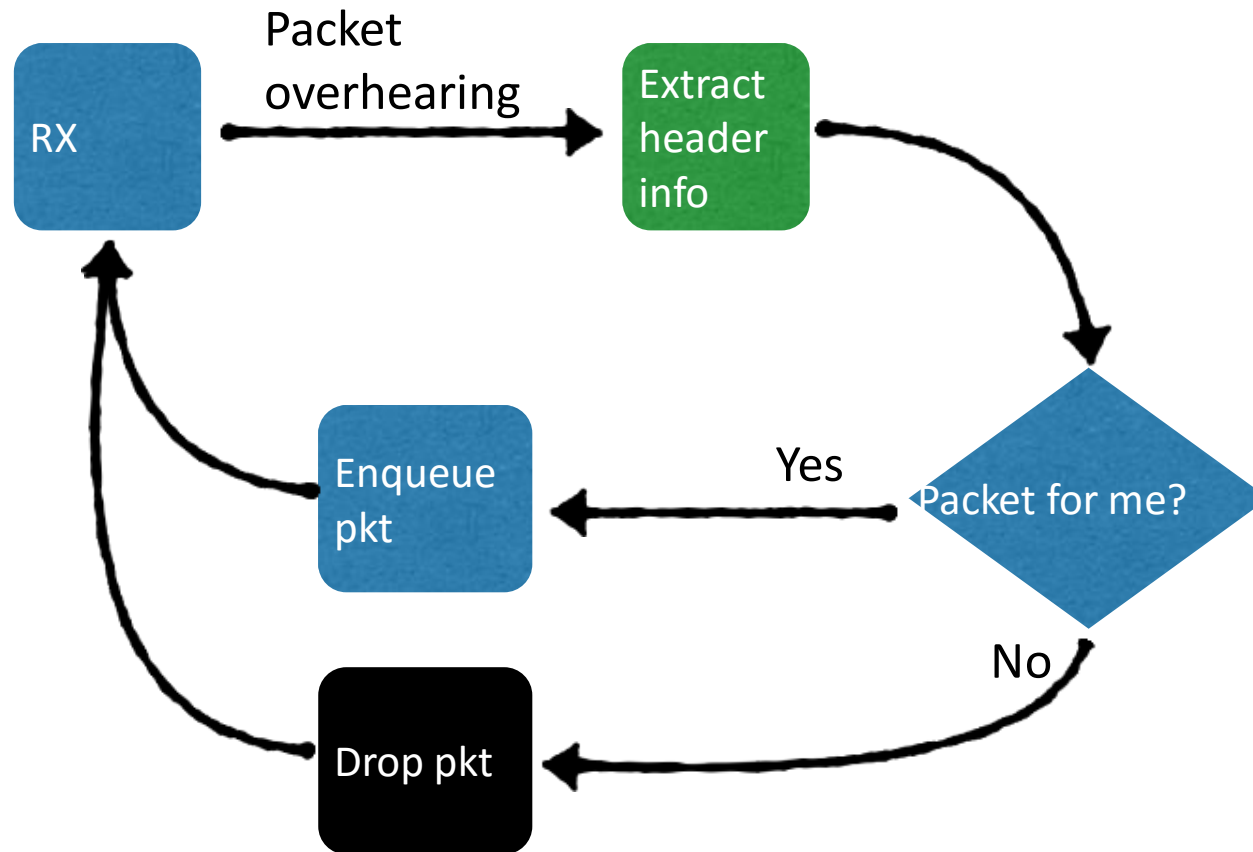 Packet
overhearing
RX
Extract
header
info
Yes
Packet for me?
Enqueue
pkt
No
Drop pkt